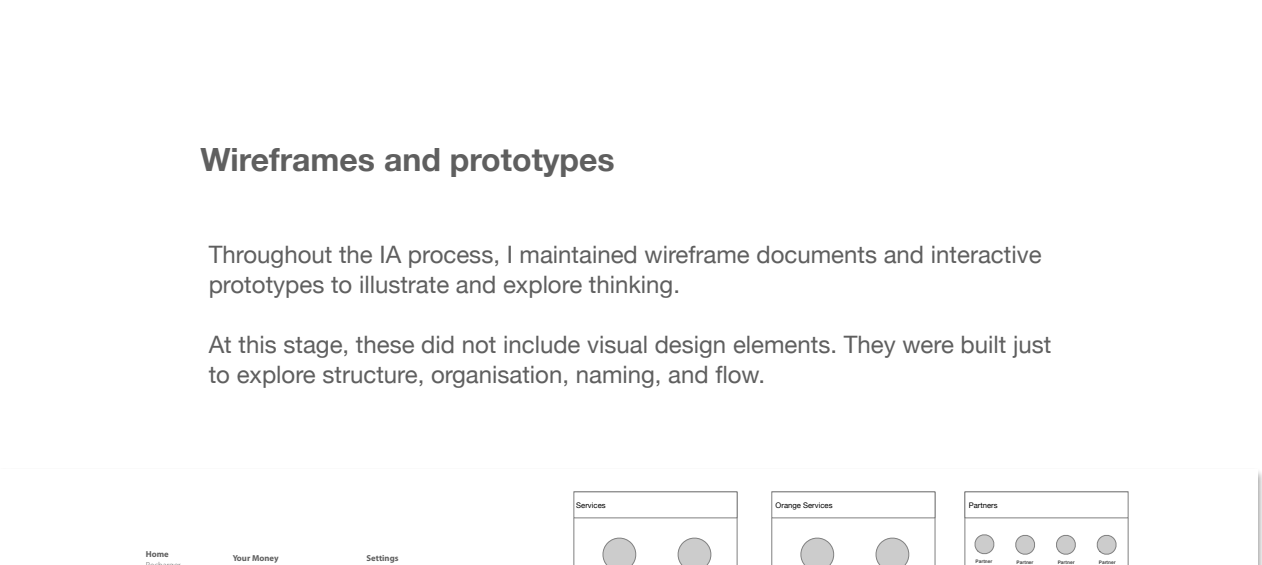 Wireframes and prototypes
Throughout the IA process, I maintained wireframe documents and interactive
prototypes to illustrate and explore thinking.
At this stage, these did not include visual design elements. They were built just
to explore structure, organisation, naming, and flow.
Services
Orange Services
Partners
Home
Your Money
Settings
Partner
Partner
Partner
Partner